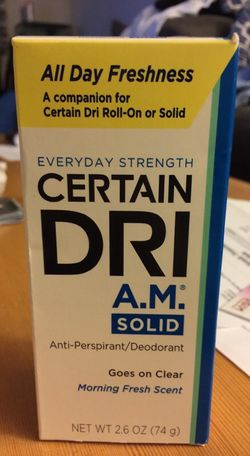 All Day Freshness
A companion for
Certain Dri Roll-On or Solid
EVERYDAY STRENGTH
CERTAIN
DRI
A.M.®
SOLID
Anti-Perspirant/Deodorant
Goes on Clear
Morning Fresh Scent
NET WT 2.6 OZ (74 g)